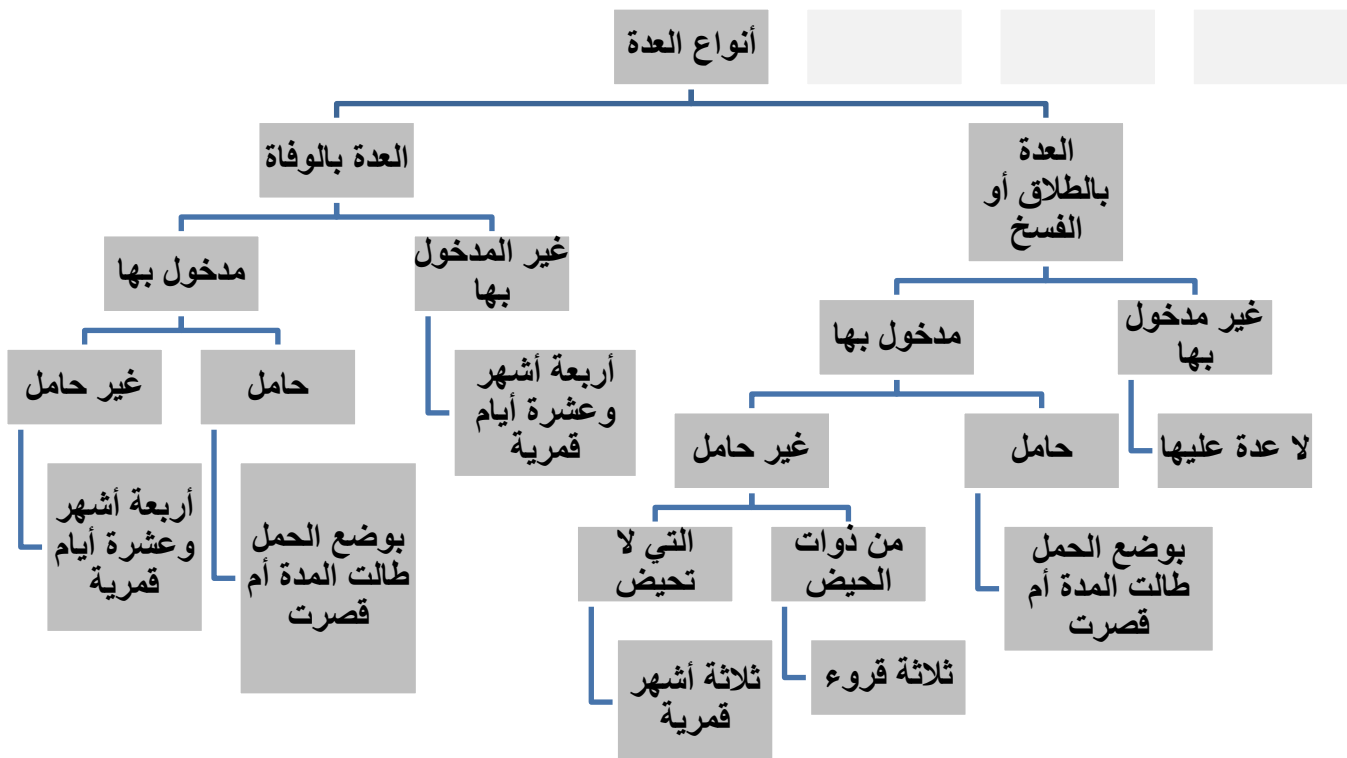 أنواع العدة
العدة
بالطلاق أو
الفسخ
غير مدخول
بها
لا عدة عليها
مدخول بها
حامل
بوضع الحمل
طالت المدة أم
قصرت
غير حامل
من ذوات
الحيض
ثلاثة قروء
التي لا
تحيض
ثلاثة أشهر
قمرية
العدة بالوفاة
غير المدخول
بها
أربعة أشهر
وعشرة أيام
قمرية
مدخول بها
حامل
بوضع الحمل
طالت المدة أم
قصرت
غير حامل
أربعة أشهر
وعشرة أيام
قمرية